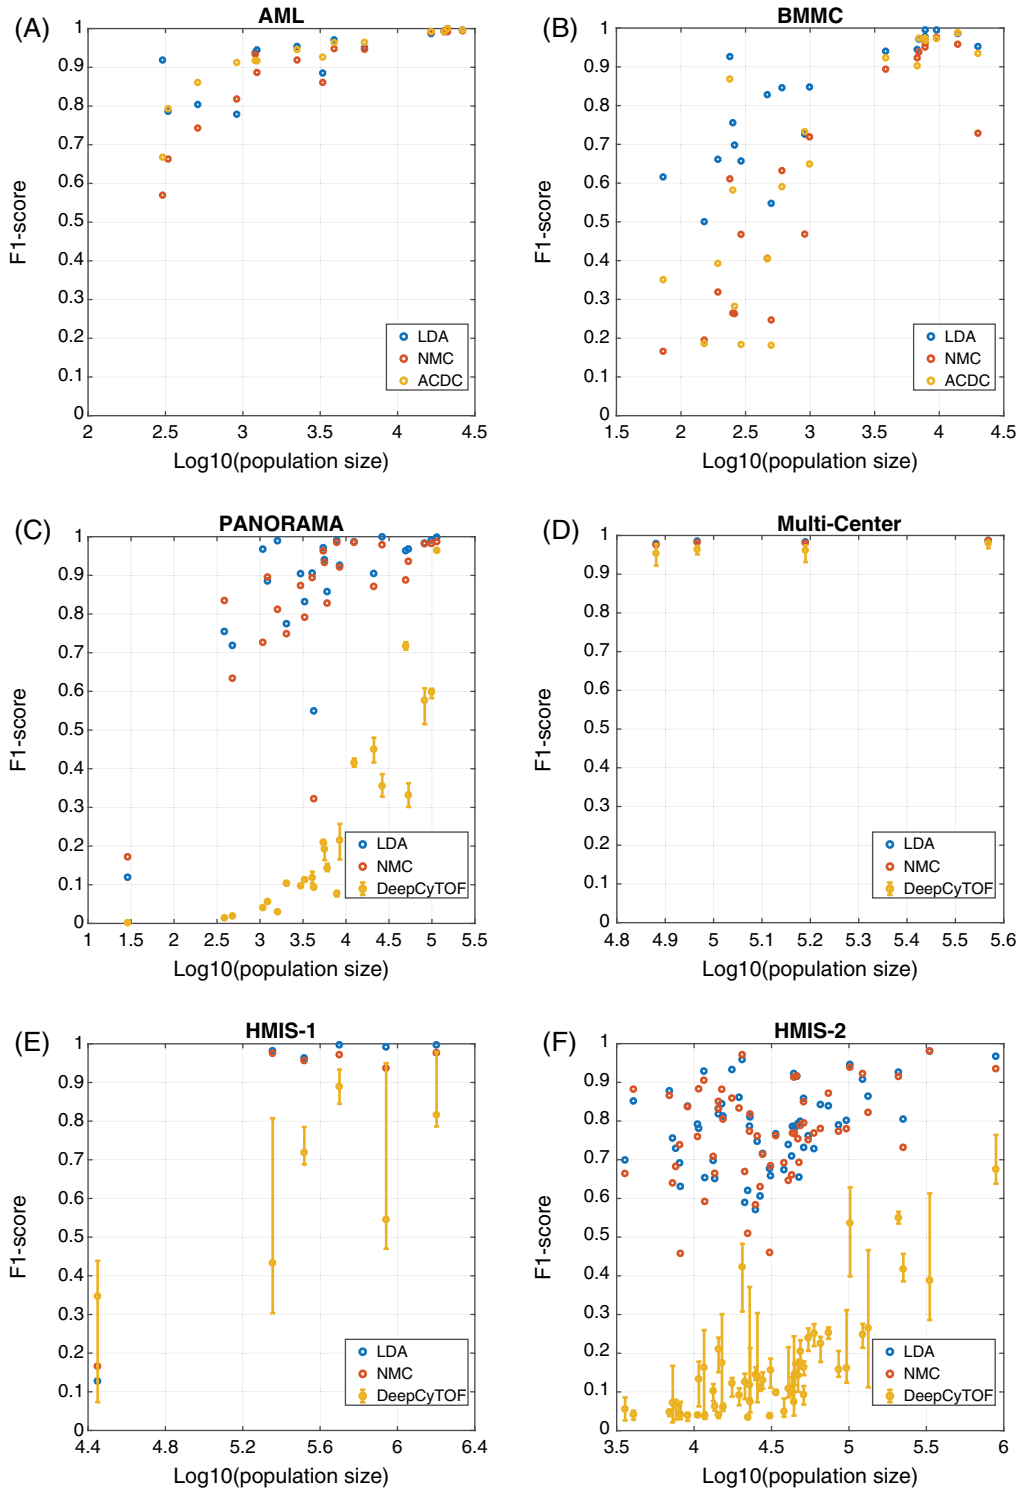 (A)
AML
F1-score
1
0.9
0.8
0.7
0.6
0.5
0.4
0.3
0.2
0.1
0
LDA
NMC
ACDC
2 2.5 3 3.5 4 4.5
Log10(population size)
(B)
BMMC
F1-score
1
0.9
0.8
0.7
0.6
0.5
0.4
0.3
0.2
0.1
0
LDA
NMC
ACDC
1.5 2 2.5 3 3.5 4 4.5
Log10(population size)
(C)
PANORAMA
F1-score
1
0.9
0.8
0.7
0.6
0.5
0.4
0.3
0.2
0.1
0
LDA
NMC
DeepCyTOF
1 1.5 2 2.5 3 3.5 4 4.5 5 5.5
Log10(population size)
(D)
Multi-Center
F1-score
1
0.9
0.8
0.7
0.6
0.5
0.4
0.3
0.2
0.1
0
LDA
NMC
DeepCyTOF
4.8 4.9 5 5.1 5.2 5.3 5.4 5.5 5.6
Log10(population size)
(E)
HMIS-1
F1-score
1
0.9
0.8
0.7
0.6
0.5
0.4
0.3
0.2
0.1
0
LDA
NMC
DeepCyTOF
4.4 4.8 5.2 5.6 6 6.4
Log10(population size)
(F)
HMIS-2
F1-score
1
0.9
0.8
0.7
0.6
0.5
0.4
0.3
0.2
0.1
0
LDA
NMC
DeepCyTOF
3.5 4 4.5 5 5.5 6
Log10(population size)